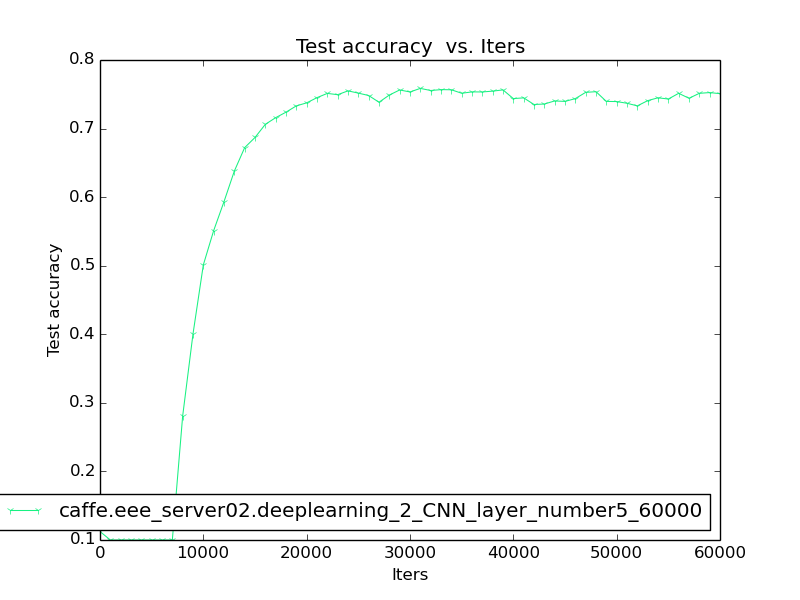 Test accuracy  vs. Iters
0.8
0.7
0.6
0.5
0.4
0.3
0.2
0.1
Test accuracy
caffe.eee_server02.deeplearning_2_CNN_layer_number5_60000
0 10000 20000 30000 40000 50000 60000
Iters